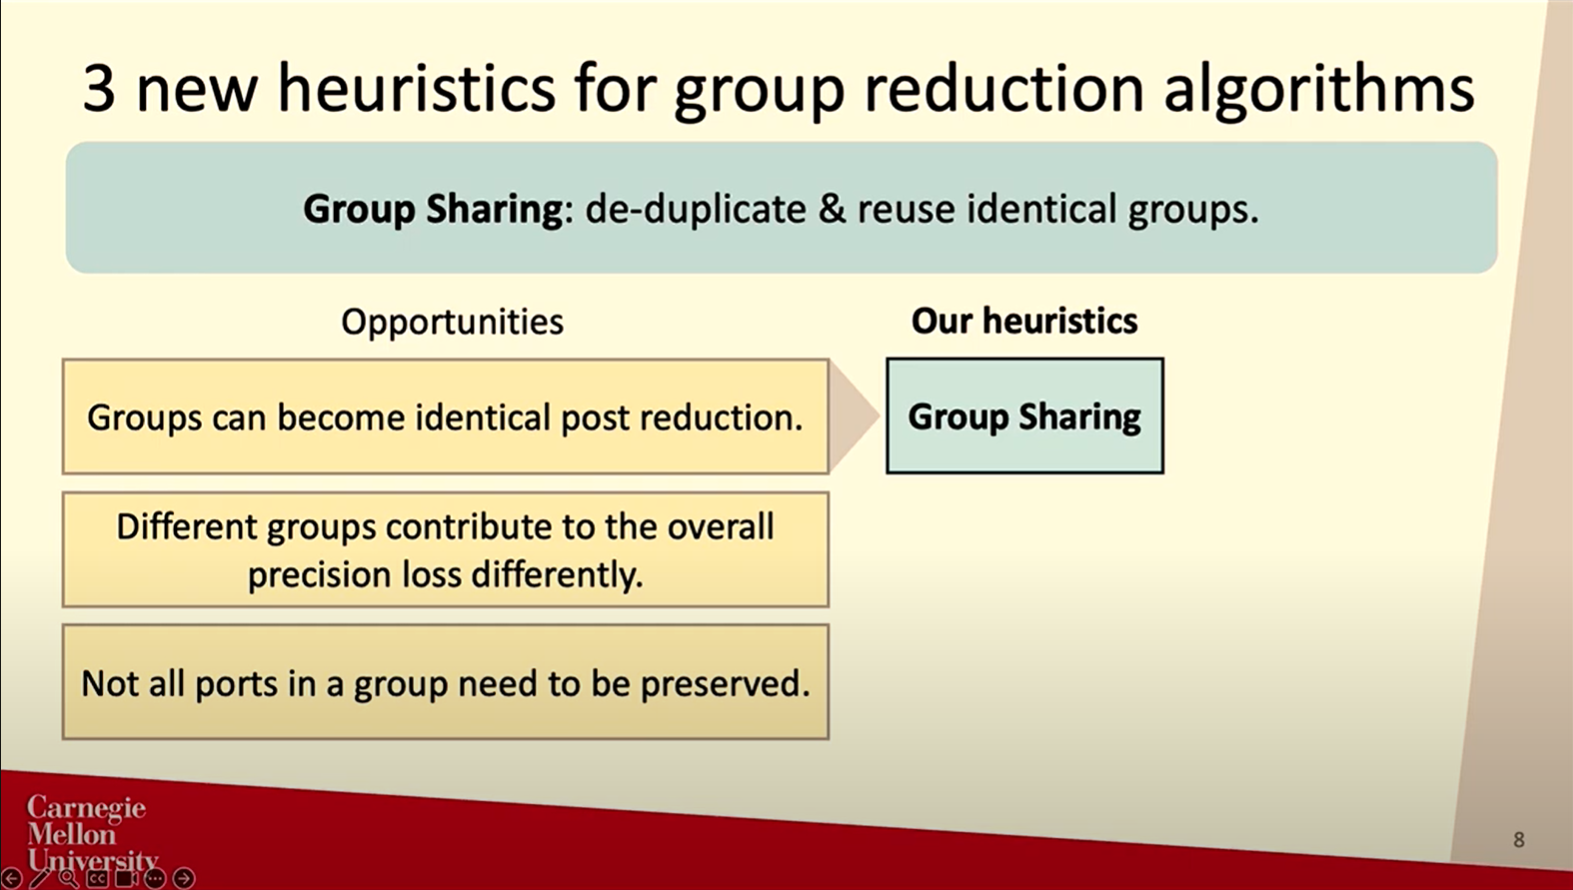 3 new heuristics for group reduction algorithms
Group Sharing: de-duplicate & reuse identical groups.
Opportunities
Our heuristics
Groups can become identical post reduction.
Group Sharing
Different groups contribute to the overall
precision loss differently.
Not all ports in a group need to be preserved.
Carnegie
Mellon
University
8
CC